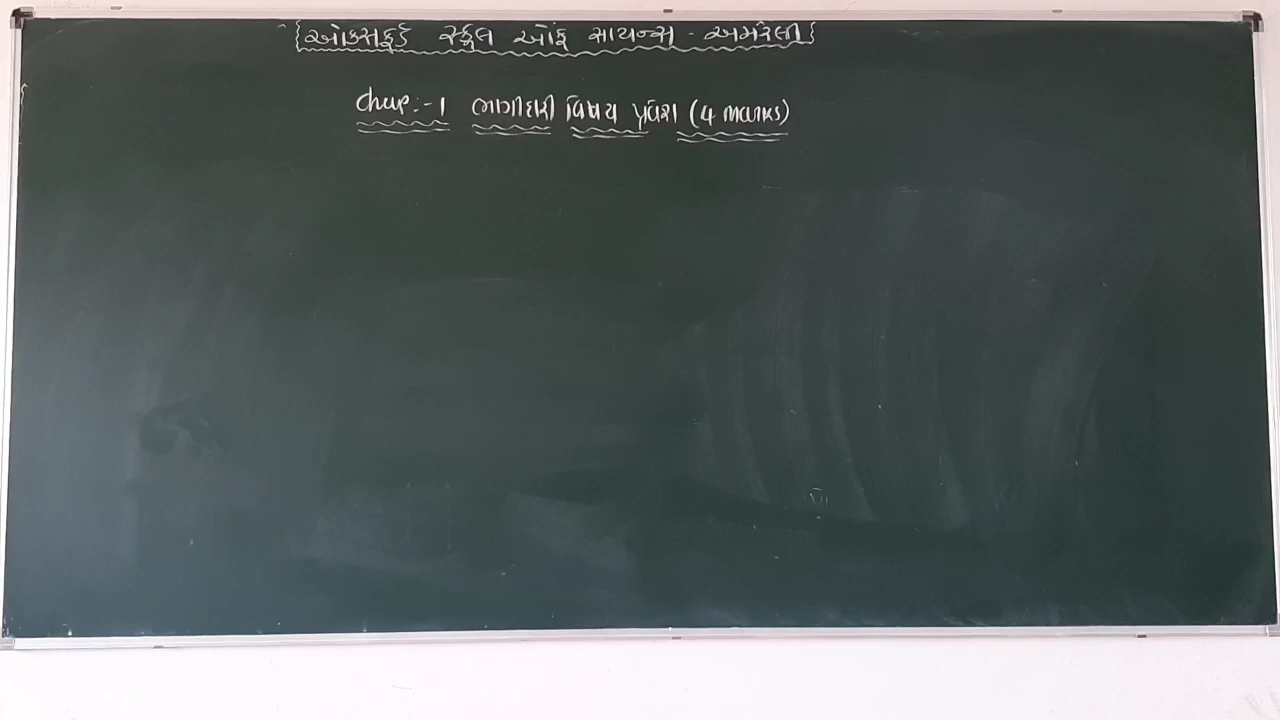 {ઓક્સફર્ડ સ્કુલ ઓફ સાયન્સ - અમરેલી}
Chap:-1 ભાગીદારી વિષય પ્રવેશ (4 marks)